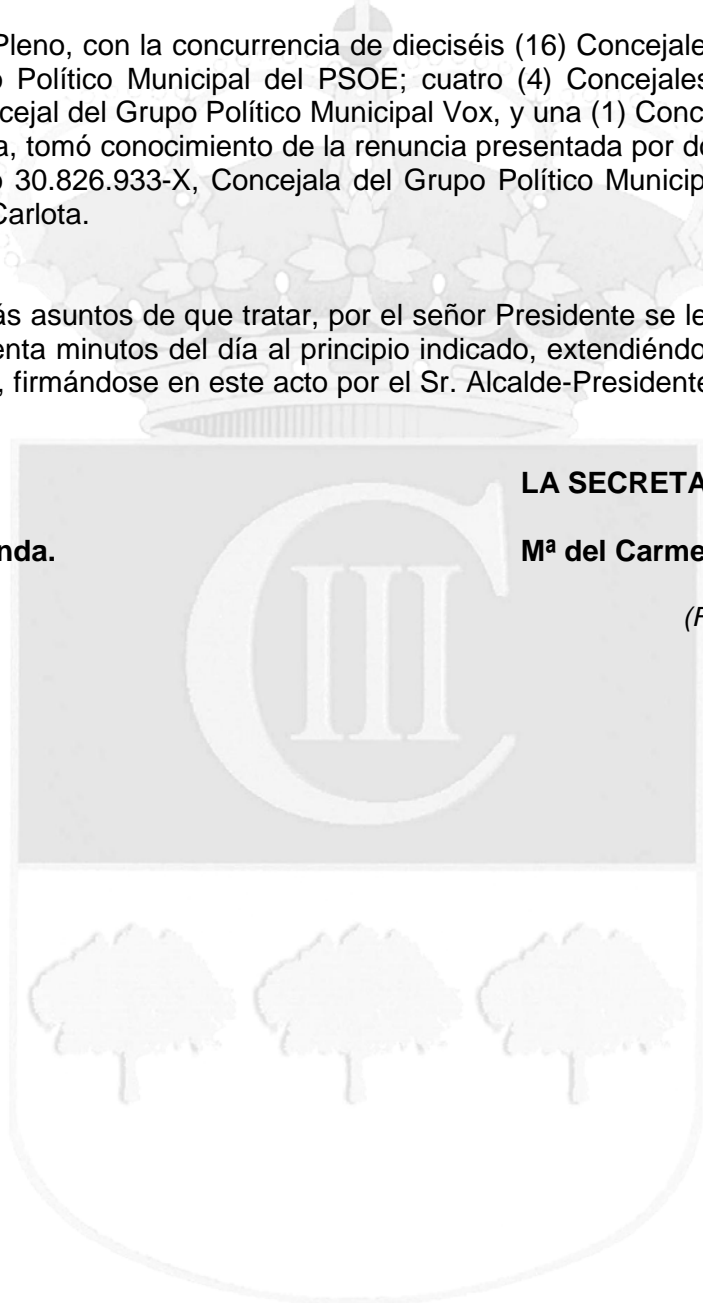 Pleno, con la concurrencia de dieciséis (16) Concejale
Político Municipal del PSOE; cuatro (4) Concejales
cejal del Grupo Político Municipal Vox, y una (1) Conc
a, tomó conocimiento de la renuncia presentada por do
o 30.826.933-X, Concejala del Grupo Político Municip
Carlota.
ás asuntos de que tratar, por el señor Presidente se le
enta minutos del día al principio indicado, extendiéndo
, firmándose en este acto por el Sr. Alcalde-Presidente
LA SECRETA
nda.
Mª del Carme
(F
C
III